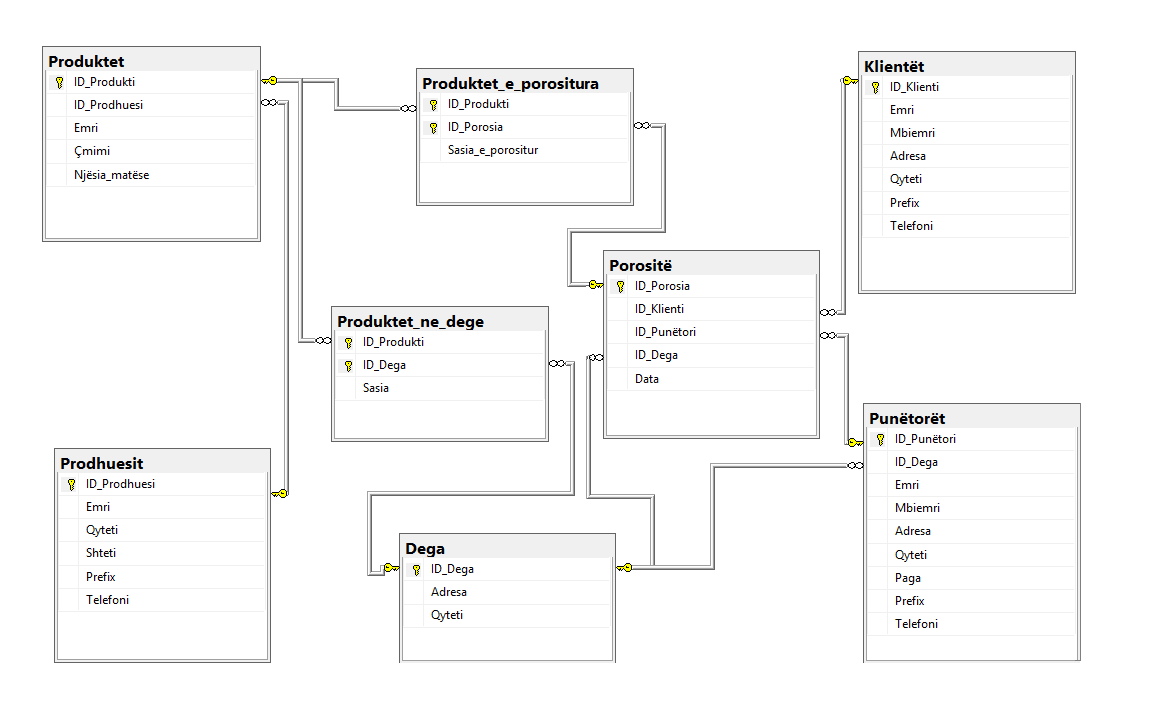 Produktet
ID_Produkti
ID_Prodhuesi
Emri
Çmimi
Njësia_matëse
Produktet_e_porositura
ID_Produkti
ID_Porosia
Sasia_e_porositur
Klientët
ID_Klienti
Emri
Mbiemri
Adresa
Qyteti
Prefix
Telefoni
Porositë
ID_Porosia
ID_Klienti
ID_Punëtori
ID_Dega
Data
Produktet_ne_dege
ID_Produkti
ID_Dega
Sasia
Punëtorët
ID_Punëtori
ID_Dega
Emri
Mbiemri
Adresa
Qyteti
Paga
Prefix
Telefoni
Prodhuesit
ID_Prodhuesi
Emri
Qyteti
Shteti
Prefix
Telefoni
Dega
ID_Dega
Adresa
Qyteti